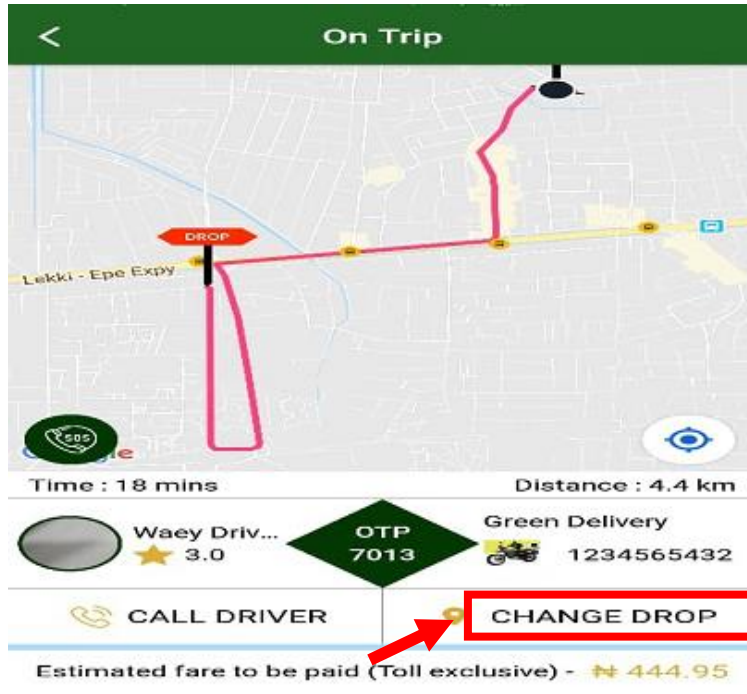 On Trip
DROP
Lekki - Epe Expy
SOS
Time : 18 mins
Distance : 4.4 km
Waey Driv...
3.0
OTP
7013
Green Delivery
1234565432
CALL DRIVER
CHANGE DROP
Estimated fare to be paid (Toll exclusive) - ₦ 444.95